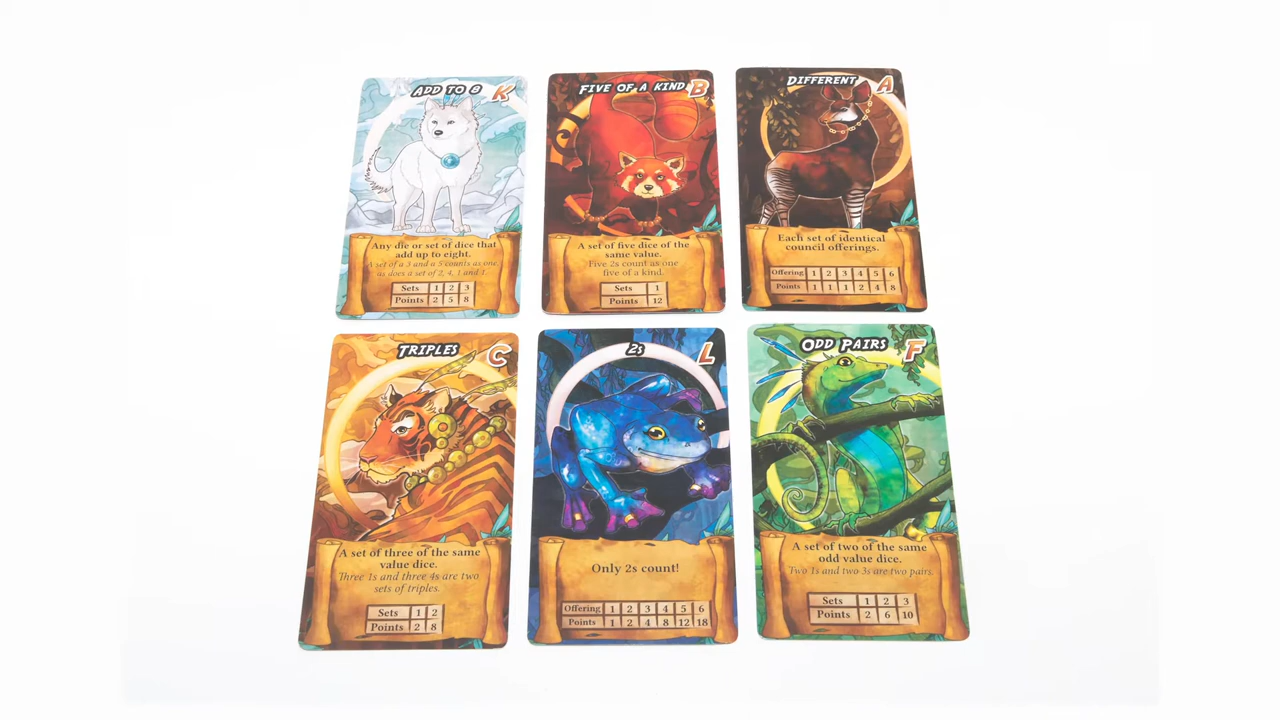 ADD TO 8 K
Any die or set of dice that
add up to eight.
A set of a 3 and a 5 counts as one,
as does a set of 2, 4, 1 and 1.
Sets 1 2 3
Points 2 5 8
FIVE OF A KIND B
A set of five dice of the
same value.
Five 2s count as one
five of a kind.
Sets 1
Points 12
DIFFERENT A
Each set of identical
council offerings.
Offering 1 2 3 4 5 6
Points 1 1 1 2 4 8
TRIPLES C
A set of three of the same
value dice.
Three 1s and three 4s are two
sets of triples.
Sets 1 2
Points 2 8
2s L
Only 2s count!
Offering 1 2 3 4 5 6
Points 1 2 4 8 12 18
ODD PAIRS F
A set of two of the same
odd value dice.
Two 1s and two 3s are two pairs.
Sets 1 2 3
Points 2 6 10